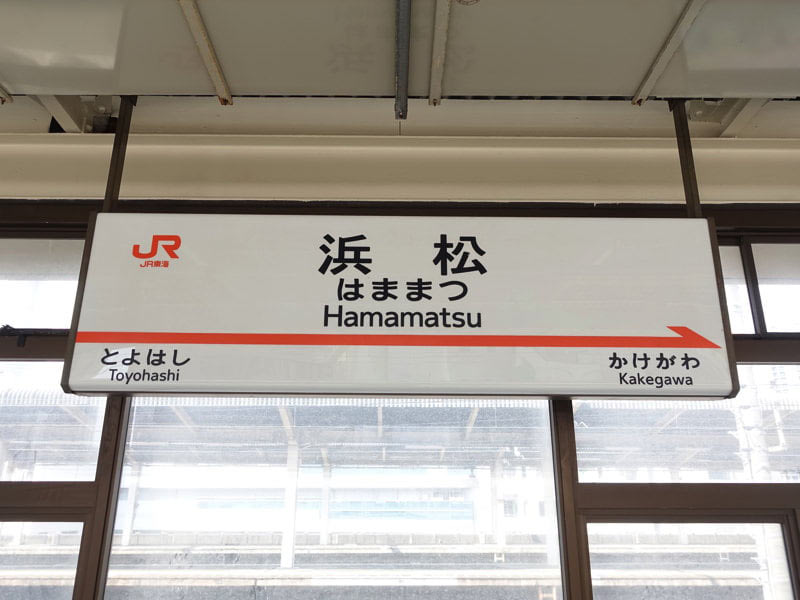 JR
JR東海
浜松
はままつ
Hamamatsu
とよはし
Toyohashi
かけがわ
Kakegawa